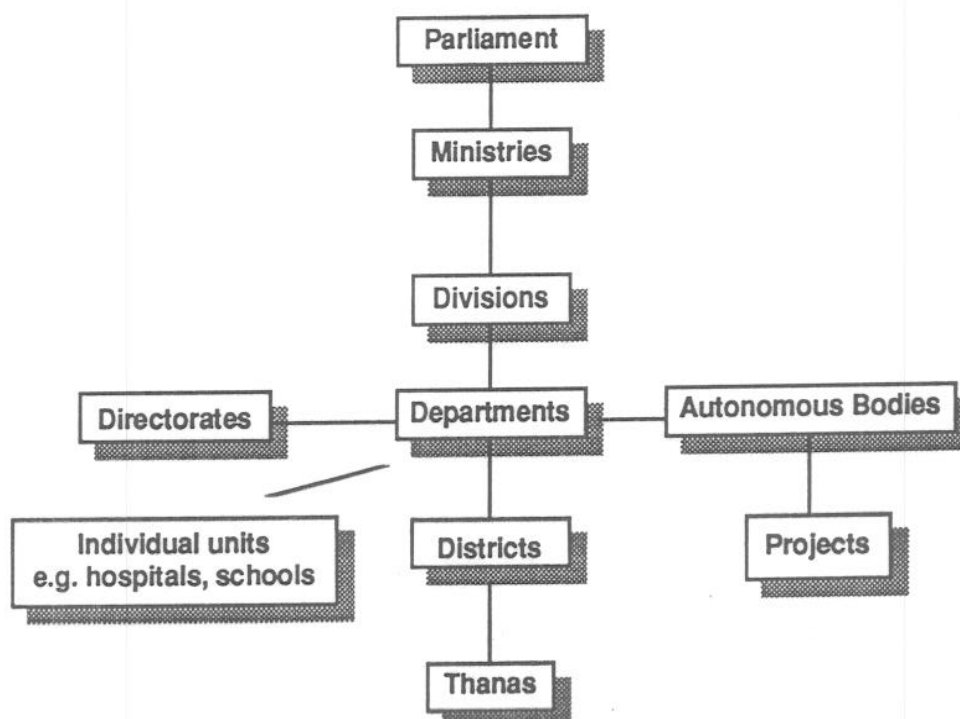 Parliament
Ministries
Divisions
Directorates
Departments
Autonomous Bodies
Individual units
e.g. hospitals, schools
Districts
Projects
Thanas